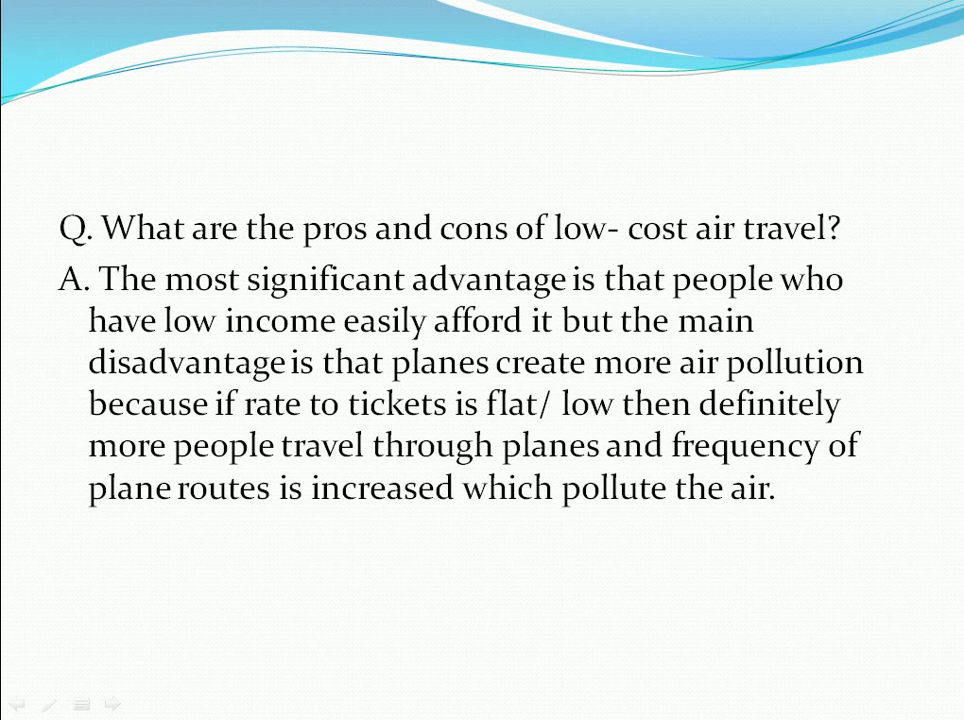 Q. What are the pros and cons of low- cost air travel?
A. The most significant advantage is that people who
have low income easily afford it but the main
disadvantage is that planes create more air pollution
because if rate to tickets is flat/ low then definitely
more people travel through planes and frequency of
plane routes is increased which pollute the air.